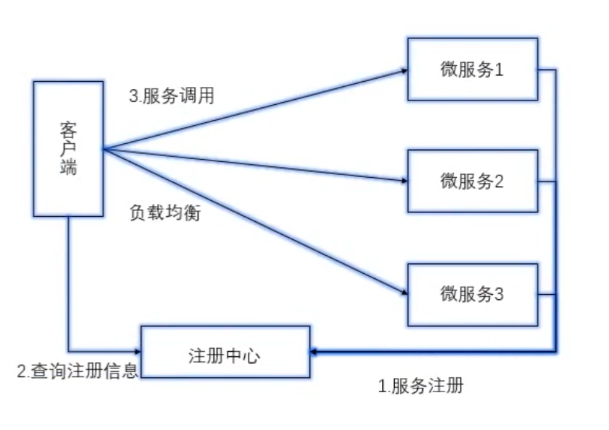 微服务1
3.服务调用
客户端
微服务2
负载均衡
微服务3
注册中心
2.查询注册信息
1.服务注册